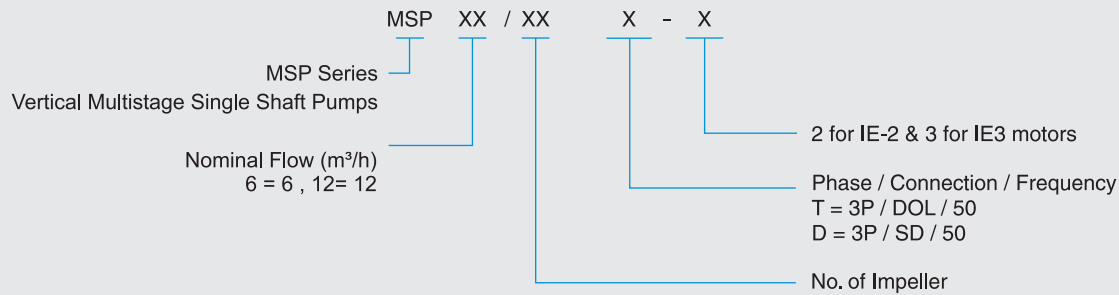 MSP XX / XX X - X
MSP Series
Vertical Multistage Single Shaft Pumps
2 for IE-2 & 3 for IE3 motors
Nominal Flow (m³/h)
6 = 6 , 12= 12
Phase / Connection / Frequency
T = 3P / DOL / 50
D = 3P / SD / 50
No. of Impeller